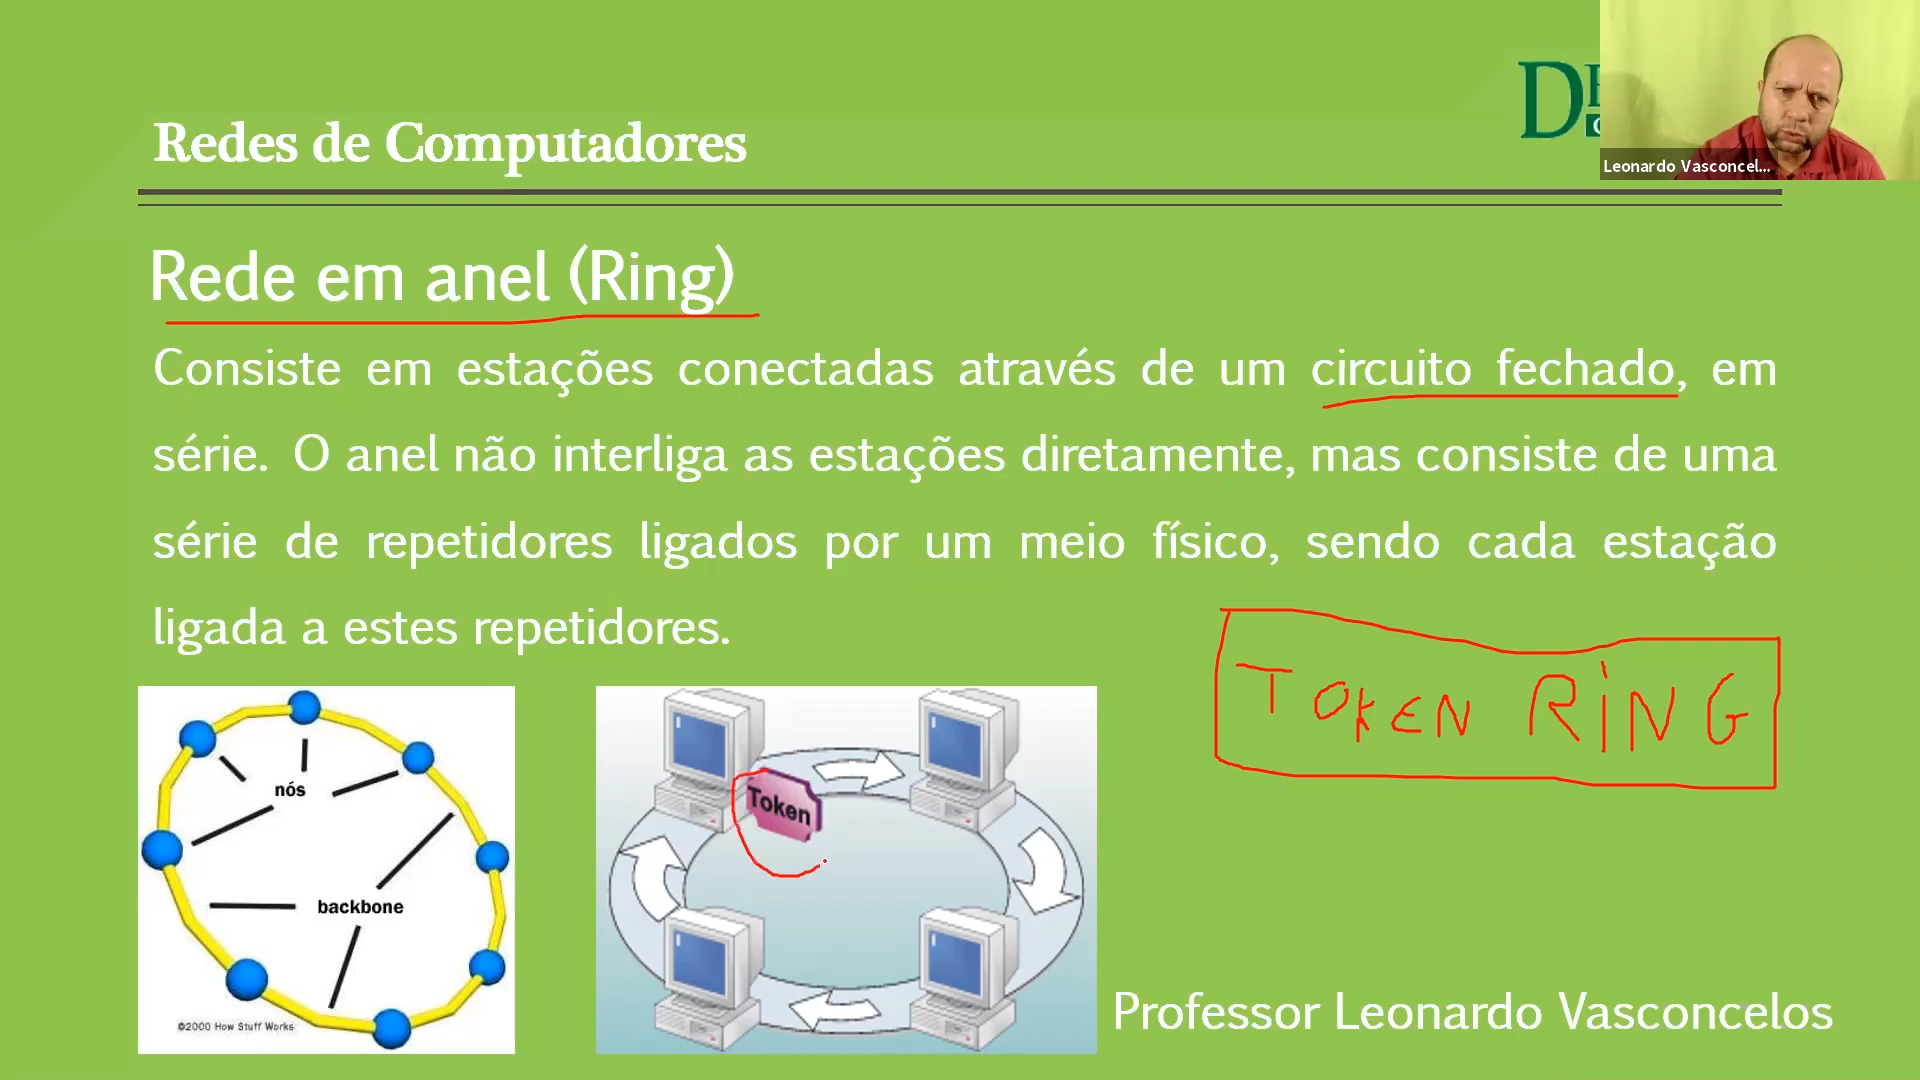 Redes de Computadores
Leonardo Vasconcel...
Rede em anel (Ring)
Consiste em estações conectadas através de um circuito fechado, em
série. O anel não interliga as estações diretamente, mas consiste de uma
série de repetidores ligados por um meio físico, sendo cada estação
ligada a estes repetidores.
TOKEN RING
nós
backbone
©2000 How Stuff Works
Token
Professor Leonardo Vasconcelos